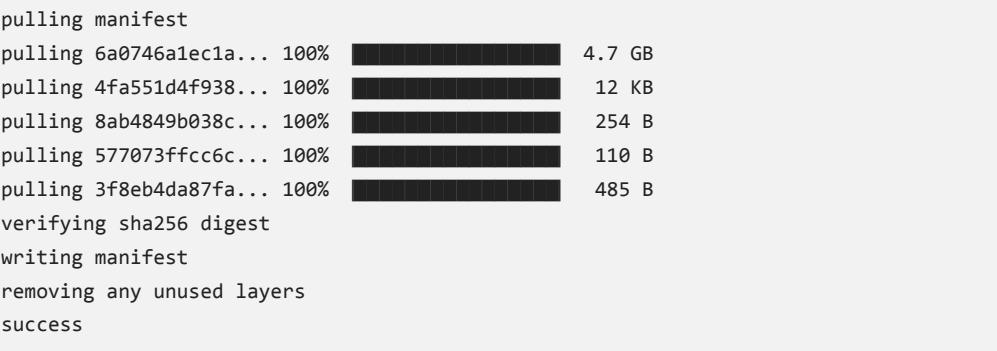 pulling manifest
pulling 6a0746a1ec1a... 100% 4.7 GB
pulling 4fa551d4f938... 100% 12 KB
pulling 8ab4849b038c... 100% 254 B
pulling 577073ffcc6c... 100% 110 B
pulling 3f8eb4da87fa... 100% 485 B
verifying sha256 digest
writing manifest
removing any unused layers
success